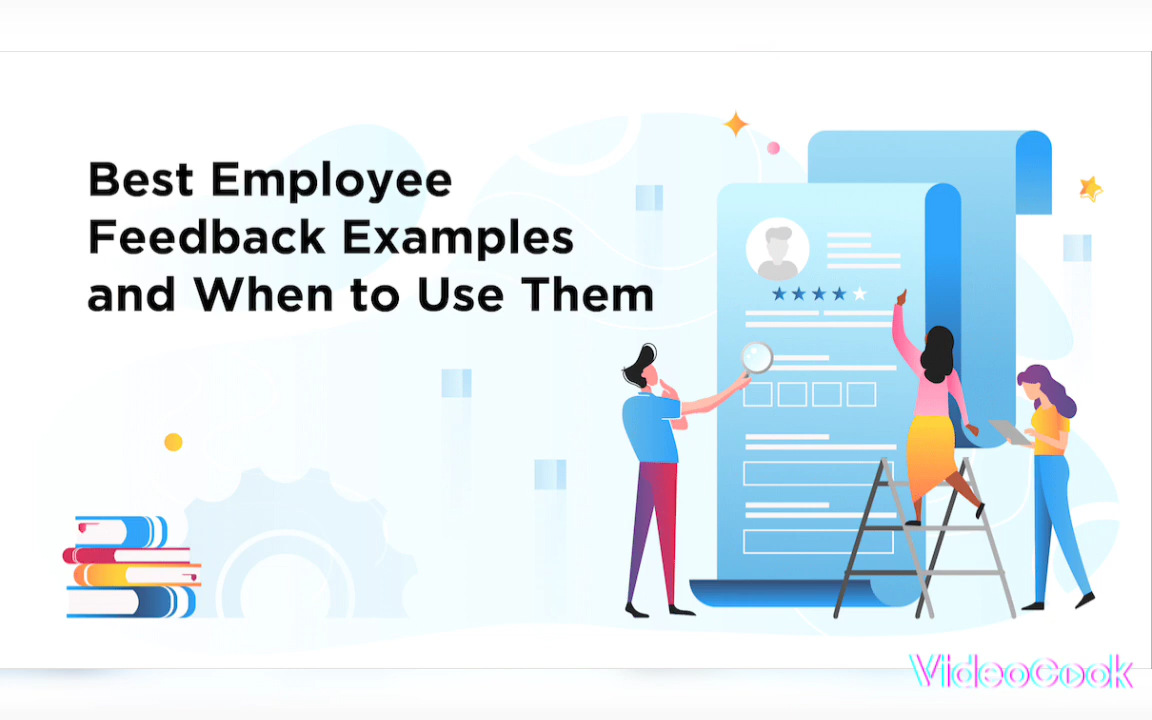 Best Employee
Feedback Examples
and When to Use Them
VideoCook